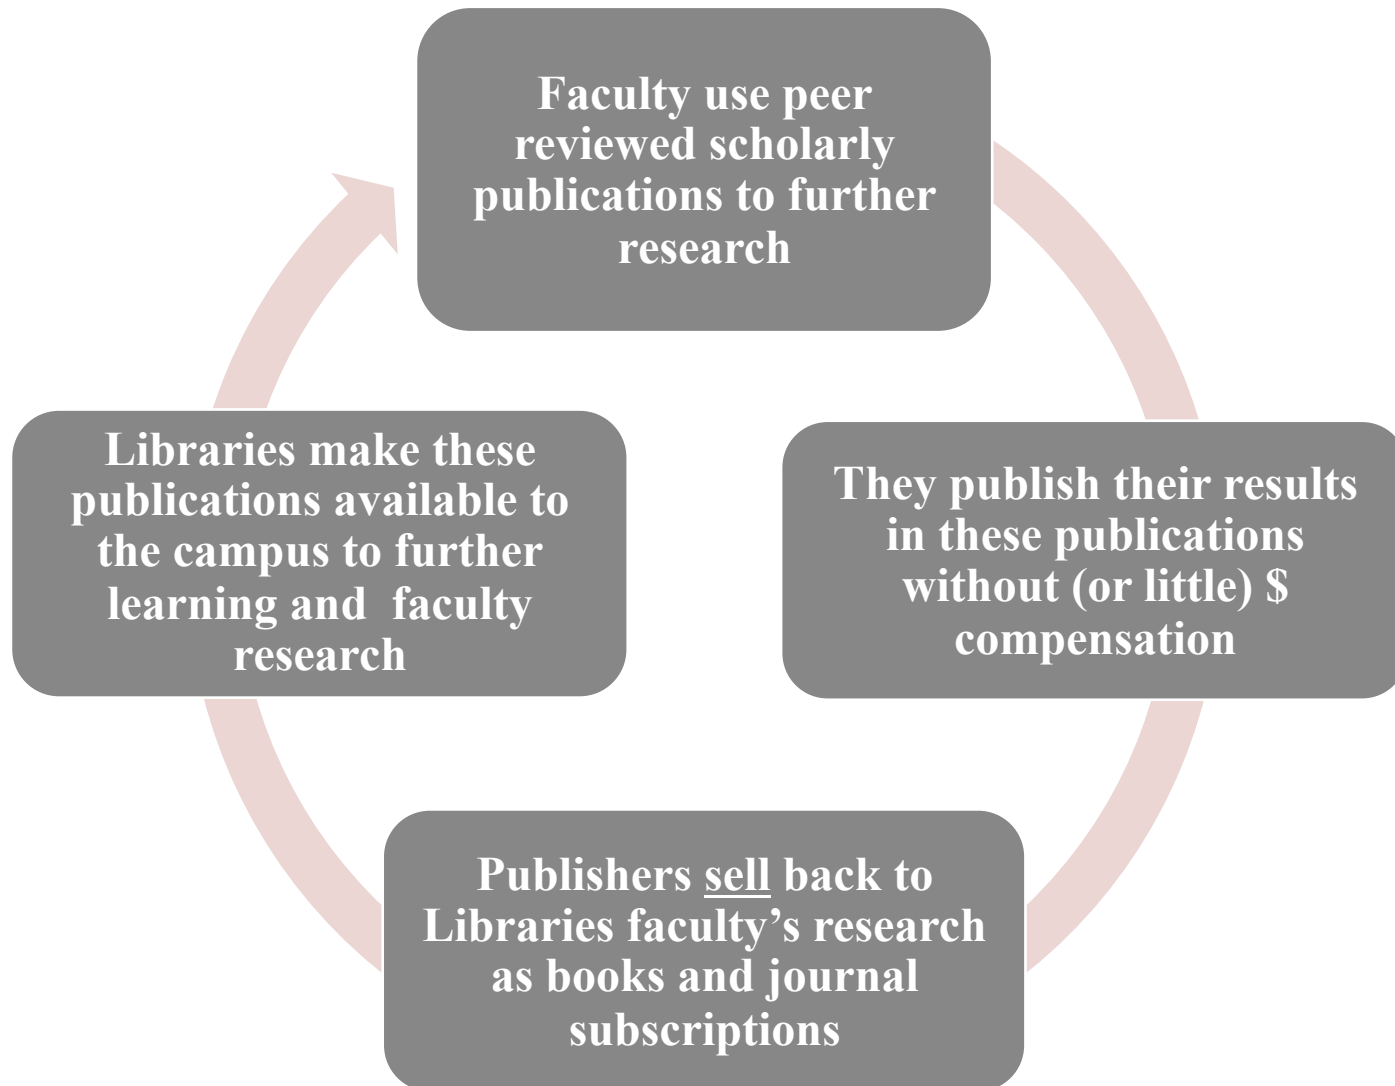 Faculty use peer
reviewed scholarly
publications to further
research
They publish their results
in these publications
without (or little) $
compensation
Publishers sell back to
Libraries faculty’s research
as books and journal
subscriptions
Libraries make these
publications available to
the campus to further
learning and  faculty
research